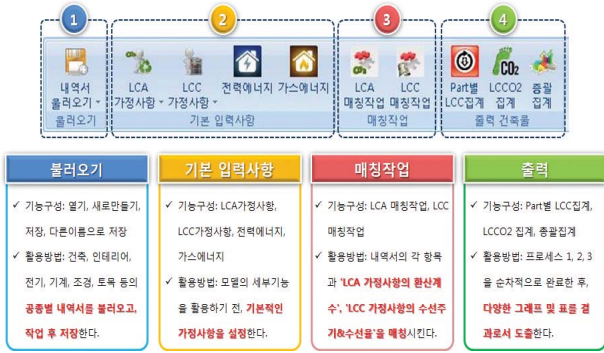 1
2
3
4
내역서
불러오기
LCA
가정사항
LCC
가정사항
전력에너지
가스에너지
LCA
매칭작업
LCC
매칭작업
Part별
LCC집계
CO2
LCCO2
집계
종괄
집계
불러오기
기본 입력사항
매칭작업
출력 건축물
불러오기
✓ 기능구성: 열기, 새로만들기,
저장, 다른이름으로 저장
✓ 활용방법: 건축, 인테리어,
전기, 기계, 조경, 토목 등의
공종별 내역서를 불러오고,
작업 후 저장한다.
기본 입력사항
✓ 기능구성: LCA가정사항,
LCC가정사항, 전력에너지,
가스에너지
✓ 활용방법: 모델의 세부기능
을 활용하기 전, 기본적인
가정사항을 설정한다.
매칭작업
✓ 기능구성: LCA 매칭작업, LCC
매칭작업
✓ 활용방법: 내역서의 각 항목
과 'LCA 가정사항의 환산계
수', 'LCC 가정사항의 수선주
기&수선율'을 매칭시킨다.
출력
✓ 기능구성: Part별 LCC집계,
LCCO2 집계, 종괄집계
✓ 활용방법: 프로세스 1, 2, 3
을 순차적으로 완료한 후,
다양한 그래프 및 표를 결
과로서 도출한다.